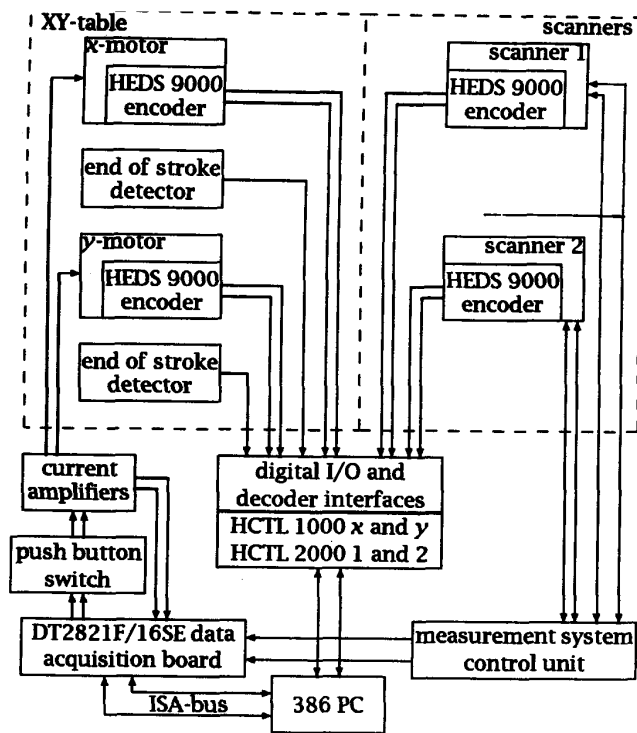 XY-table
scanners
x-motor
HEDS 9000
encoder
scanner 1
HEDS 9000
encoder
end of stroke
detector
y-motor
HEDS 9000
encoder
scanner 2
HEDS 9000
encoder
end of stroke
detector
current
amplifiers
digital I/O and
decoder interfaces
HCTL 1000 x and y
HCTL 2000 1 and 2
push button
switch
DT2821F/16SE data
acquisition board
measurement system
control unit
ISA-bus
386 PC